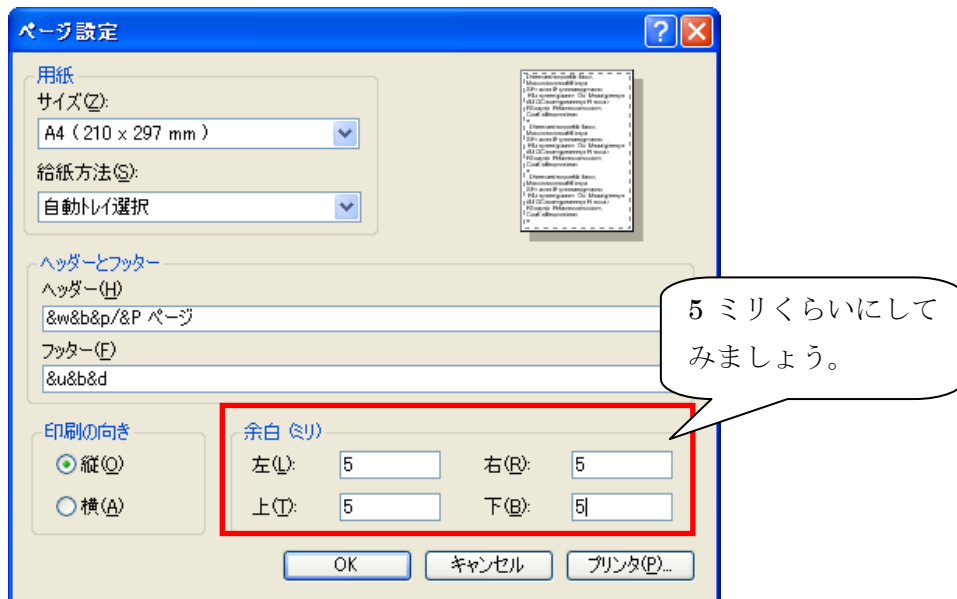 ページ設定
用紙
サイズ(Z):
A4 ( 210 x 297 mm )
給紙方法(S):
自動トレイ選択
ヘッダーとフッター
ヘッダー(H)
&w&b&p/&P ページ
フッター(F)
&u&b&d
5 ミリくらいにして
みましょう。
印刷の向き
縦(O)
横(A)
余白 (ミリ)
左(L): 5 右(R): 5
上(T): 5 下(B): 5
OK キャンセル プリンタ(P)...